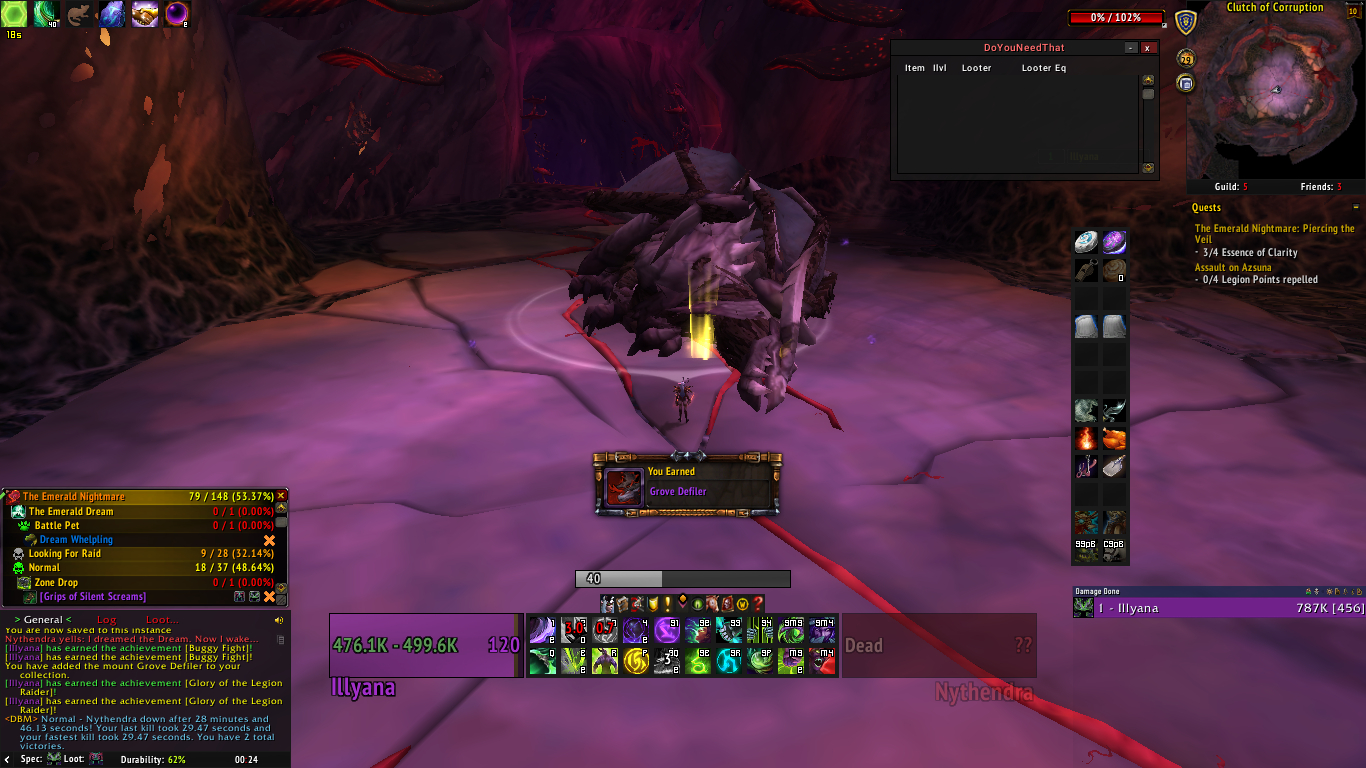 40
e
18s
0% / 102%
Clutch of Corruption
10
29
DoYouNeedThat
-
x
Item Ilvl Looter Looter Eq
Illyana
Guild: 5 Friends: 3
Quests
The Emerald Nightmare: Piercing the
Veil
- 3/4 Essence of Clarity
Assault on Azsuna
- 0/4 Legion Points repelled
0
99pB C9pB
You Earned
Grove Defiler
The Emerald Nightmare 79 / 148 (53.37%)
The Emerald Dream 0 / 1 (0.00%)
Battle Pet 0 / 1 (0.00%)
Dream Whelpling
Looking For Raid 9 / 28 (32.14%)
Normal 18 / 37 (48.64%)
Zone Drop 0 / 1 (0.00%)
[Grips of Silent Screams]
40
> General < Log Loot...
You are now saved to this instance
Nythendra yells: I dreamed the Dream. Now I wake...
[Illyana] has earned the achievement [Buggy Fight]!
[Illyana] has earned the achievement [Buggy Fight]!
You have added the mount Grove Defiler to your
collection.
[Illyana] has earned the achievement [Glory of the Legion
Raider]!
[Illyana] has earned the achievement [Glory of the Legion
Raider]!
<DBM> Normal - Nythendra down after 28 minutes and
46.13 seconds! Your last kill took 29.47 seconds and
your fastest kill took 29.47 seconds. You have 2 total
victories.
Spec: Loot: Durability: 62% 00:24
476.1K - 499.6K 120
Illyana
Dead ??
Nythendra
Damage Done
1 - Illyana 787K [456]